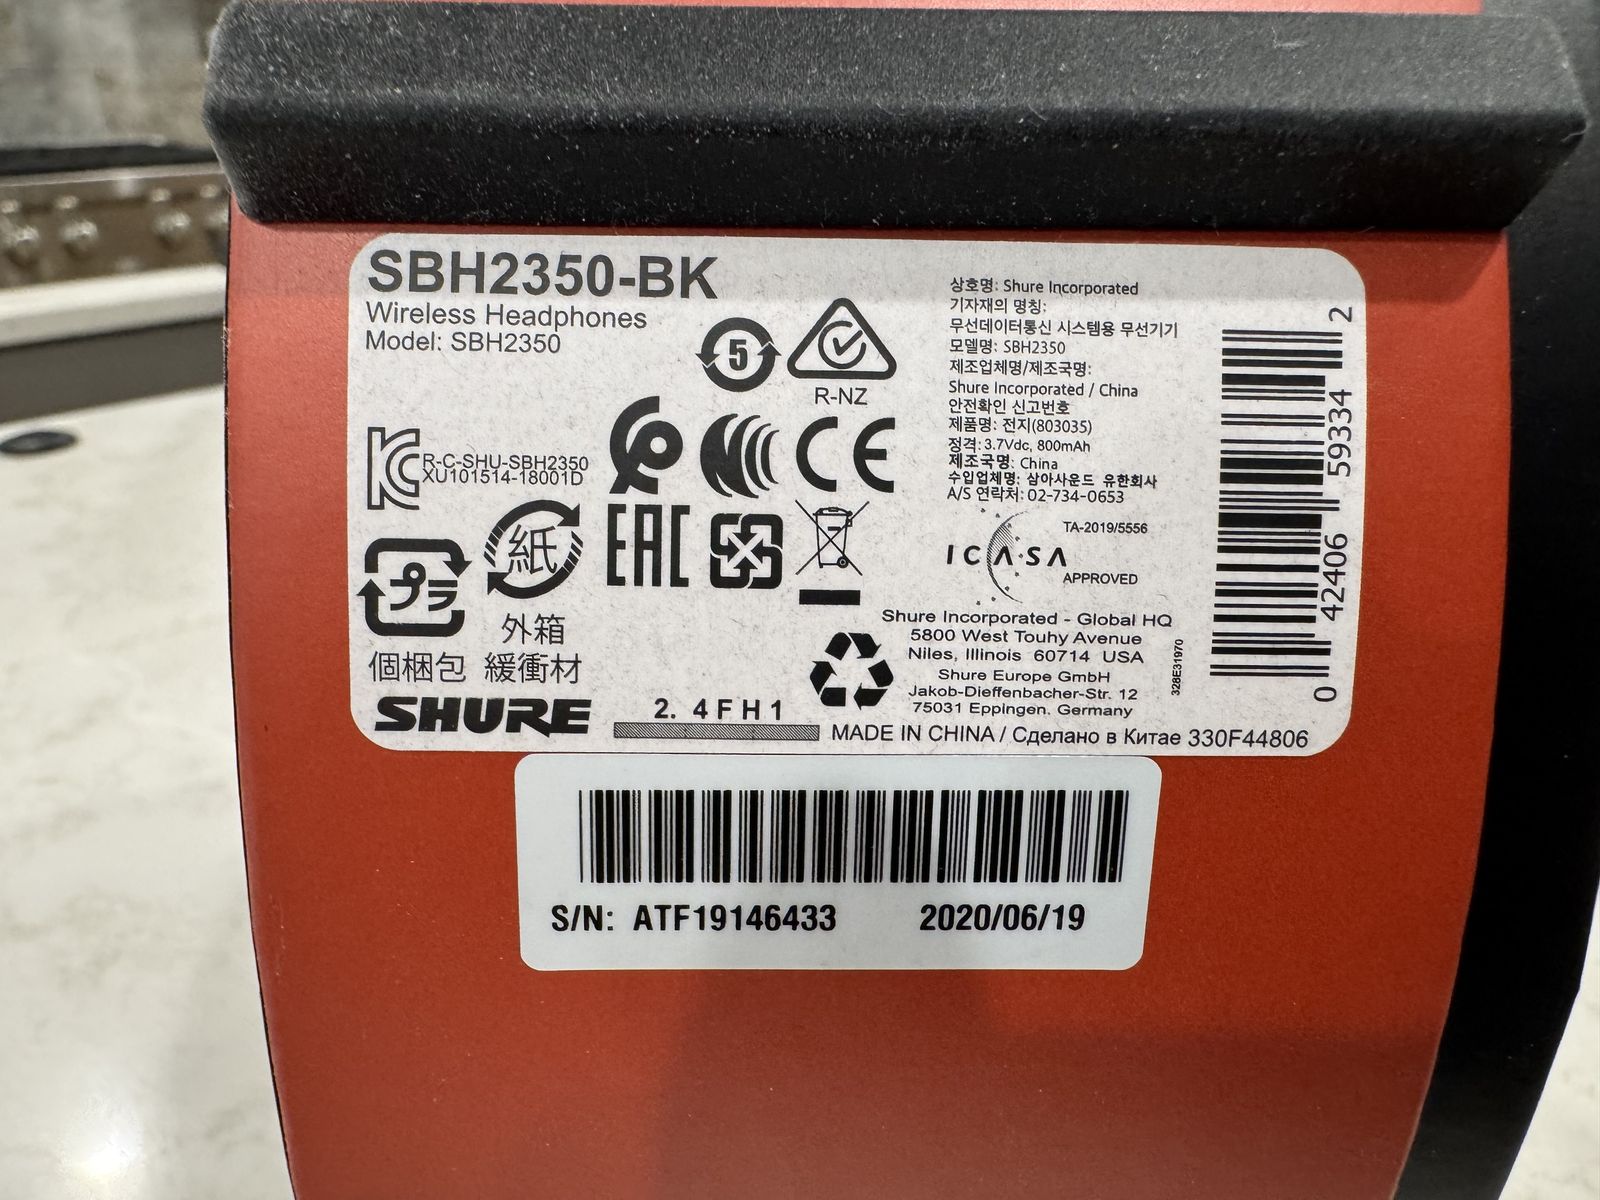 SBH2350-BK
Wireless Headphones
Model: SBH2350
5
R-NZ
R-C-SHU-SBH2350
XU101514-18001D
CE
EAC
プラ
紙
外箱
個梱包 緩衝材
SHURE
2. 4FH1
상호명: Shure Incorporated
기자재의 명칭:
무선데이터통신 시스템용 무선기기
모델명: SBH2350
제조업체명/제조국명:
Shure Incorporated / China
안전확인 신고번호
제품명: 전지(803035)
정격: 3.7Vdc, 800mAh
제조국명: China
수입업체명: 삼아사운드 유한회사
A/S 연락처: 02-734-0653
TA-2019/5556
ICASA
APPROVED
Shure Incorporated - Global HQ
5800 West Touhy Avenue
Niles, Illinois 60714 USA
Shure Europe GmbH
Jakob-Dieffenbacher-Str. 12
75031 Eppingen, Germany
328E31970
MADE IN CHINA / Сделано в Китае 330F44806
0 42406 59334 2
S/N: ATF19146433 2020/06/19